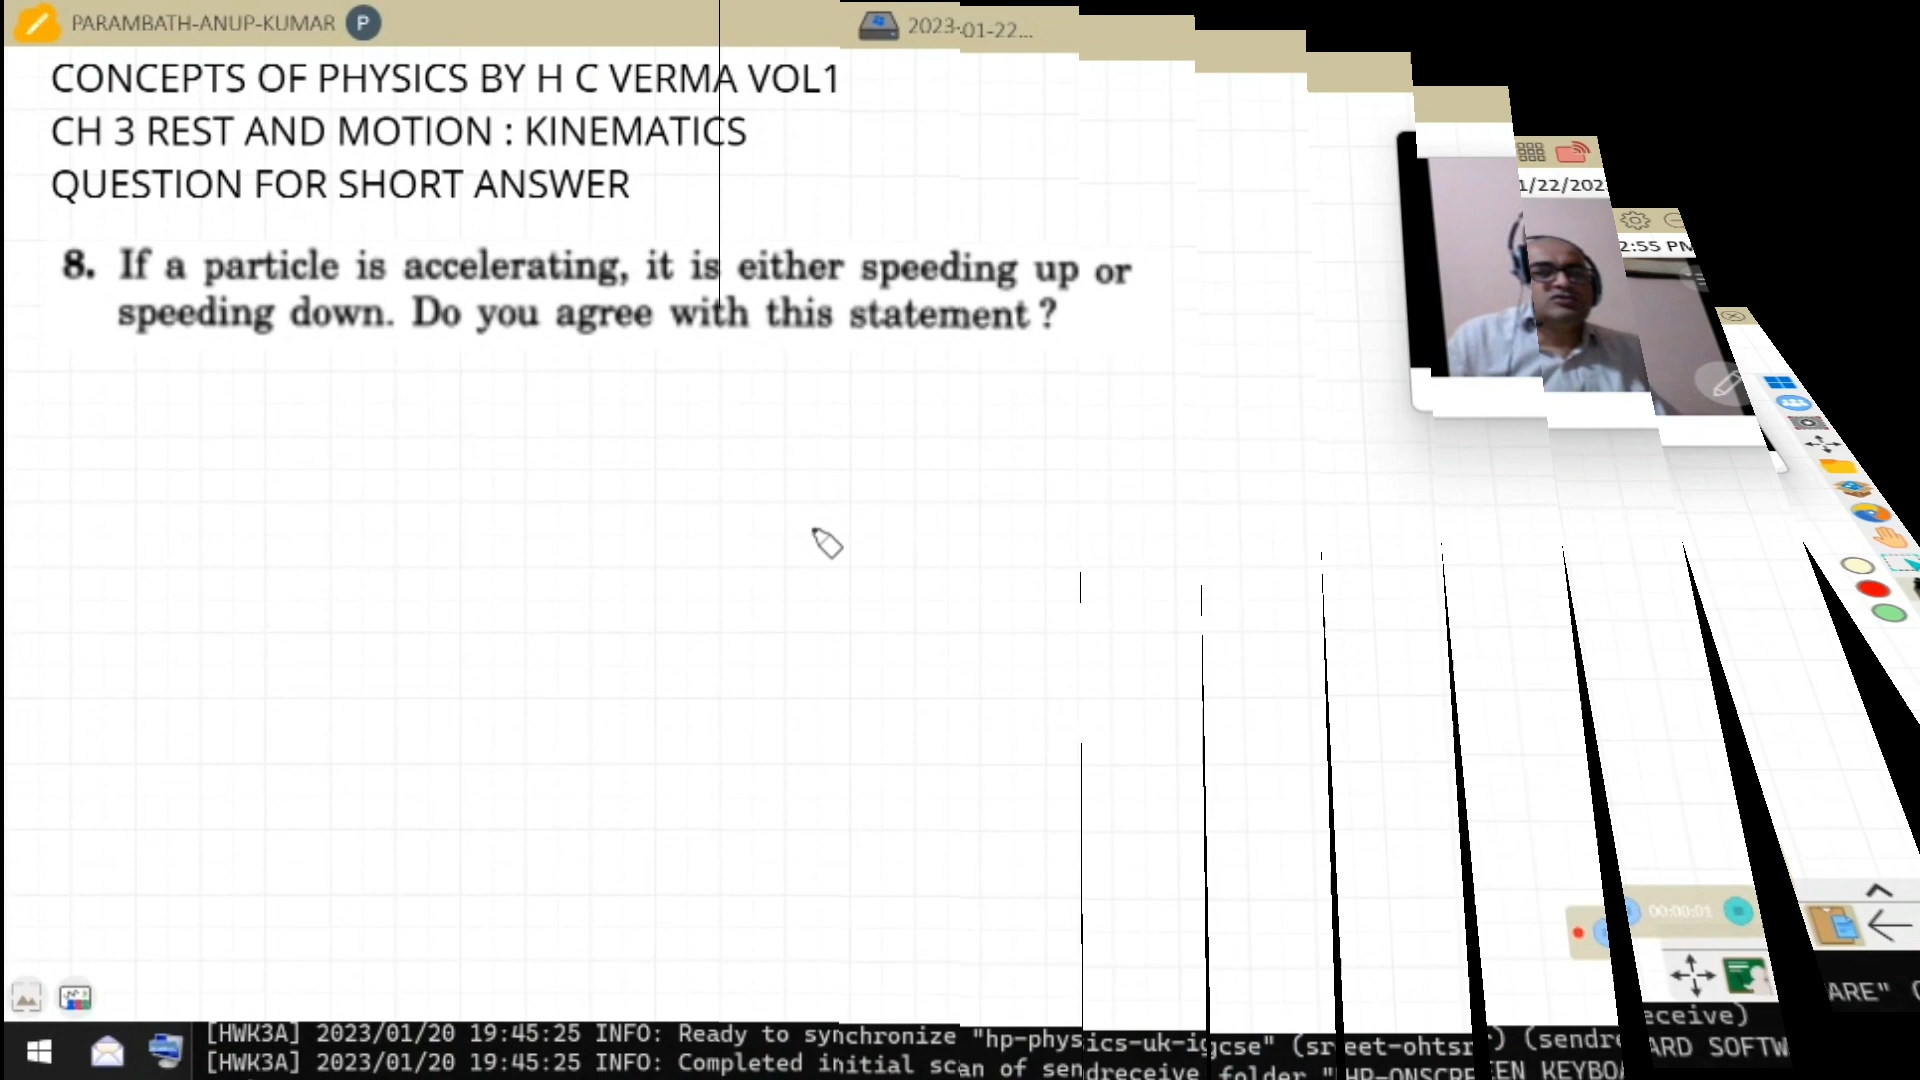 PARAMBATH-ANUP-KUMAR P
2023-01-22...
CONCEPTS OF PHYSICS BY H C VERMA VOL1
CH 3 REST AND MOTION : KINEMATICS
QUESTION FOR SHORT ANSWER
1/22/202
2:55 PM
8. If a particle is accelerating, it is either speeding up or
speeding down. Do you agree with this statement ?
00:00:01
[HWK3A] 2023/01/20 19:45:25 INFO: Ready to synchronize "hp-physics-uk-igcse" (
[HWK3A] 2023/01/20 19:45:25 INFO: Completed initial scan of sendreceive folder "